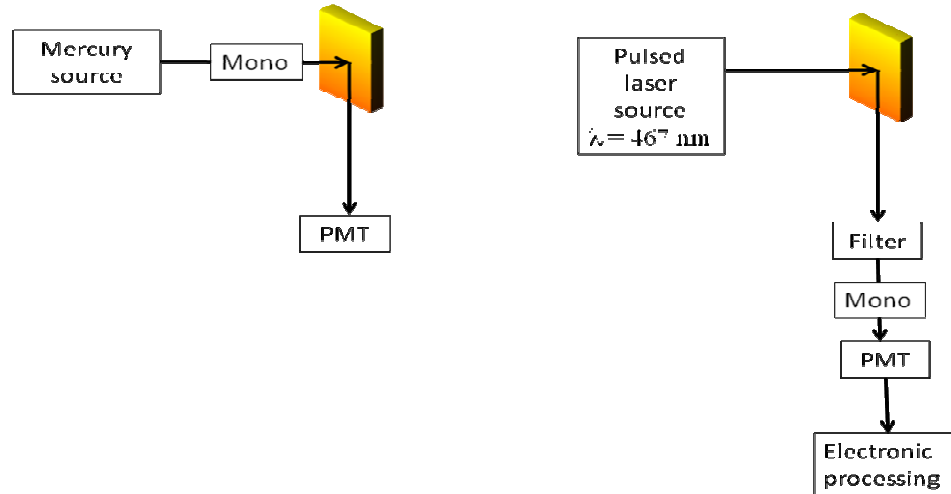 Mercury
source
Mono
PMT
Pulsed
laser
source
λ = 467 nm
Filter
Mono
PMT
Electronic
processing